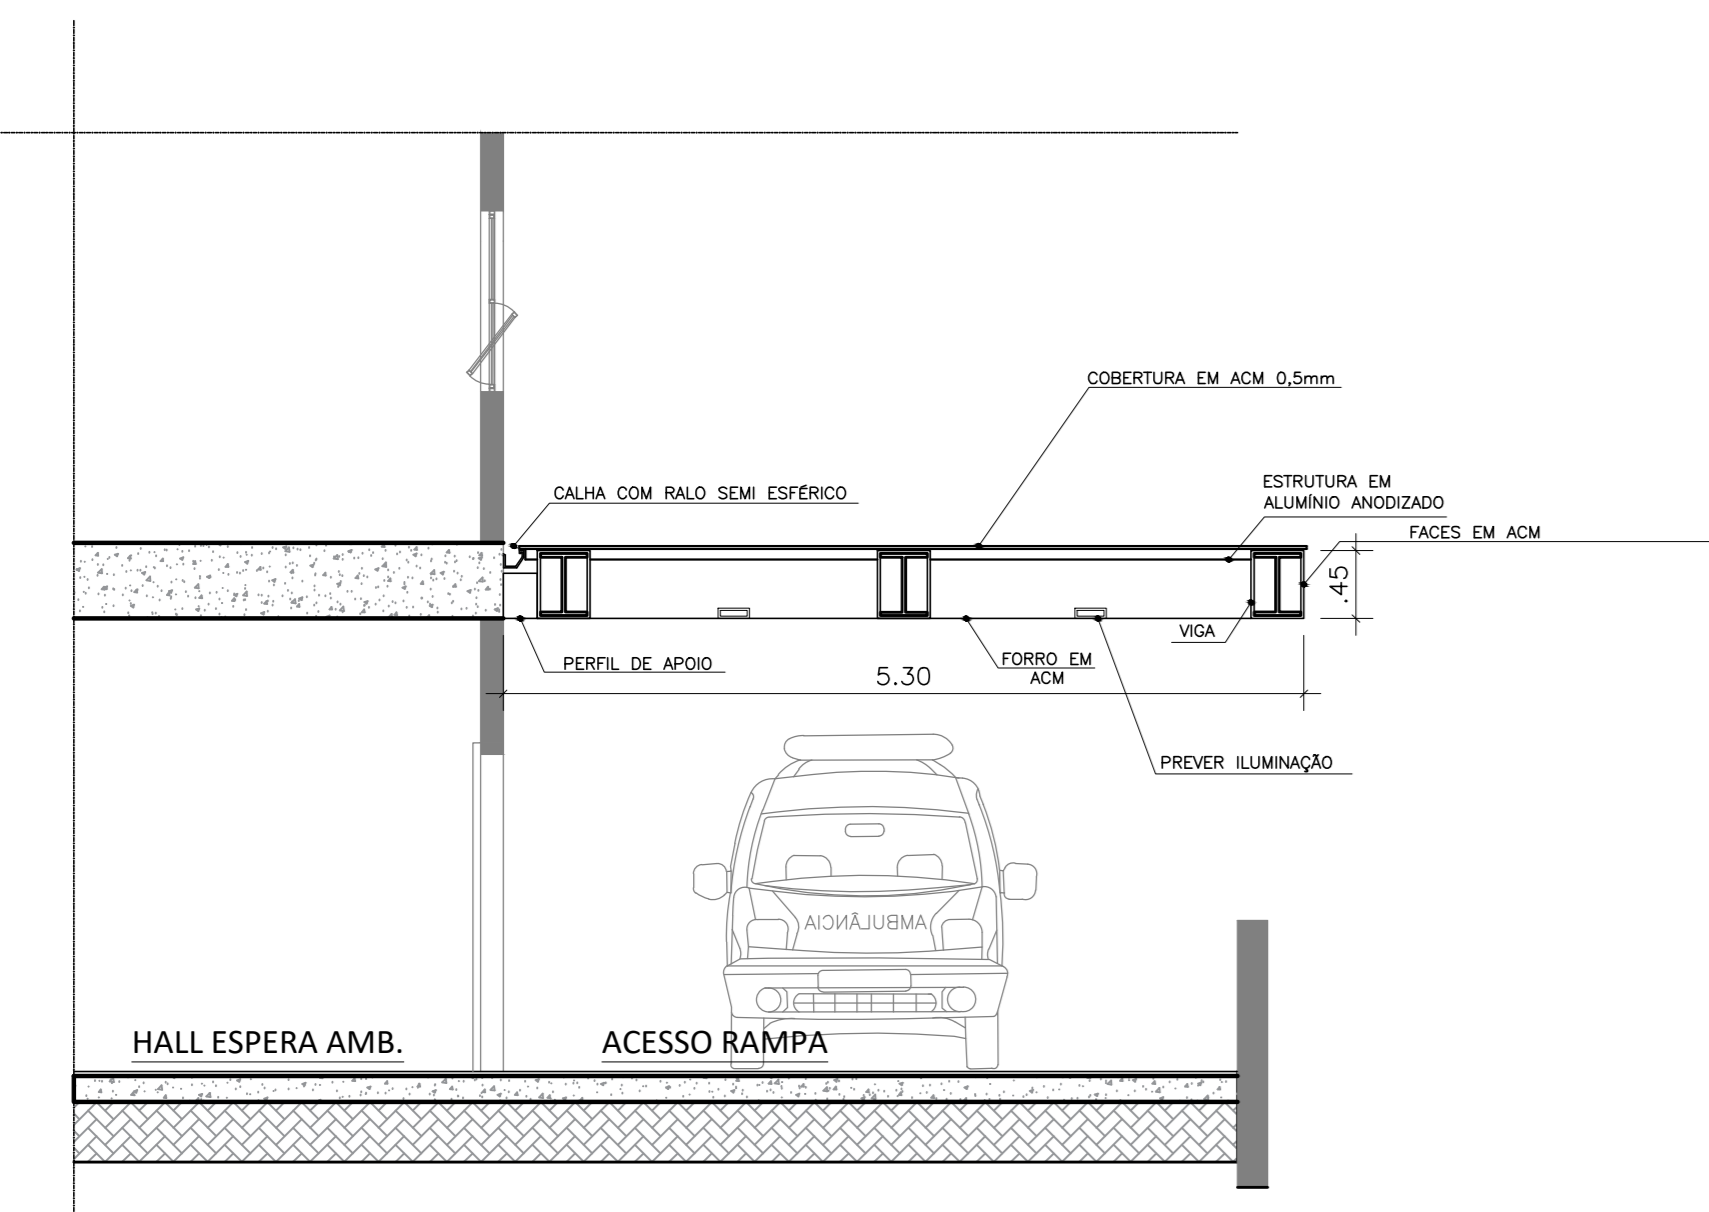 COBERTURA EM ACM 0,5mm
ESTRUTURA EM
ALUMÍNIO ANODIZADO
CALHA COM RALO SEMI ESFÉRICO
FACES EM ACM
.45
VIGA
PERFIL DE APOIO
FORRO EM
ACM
5.30
PREVER ILUMINAÇÃO
AMBULÂNCIA
HALL ESPERA AMB.
ACESSO RAMPA